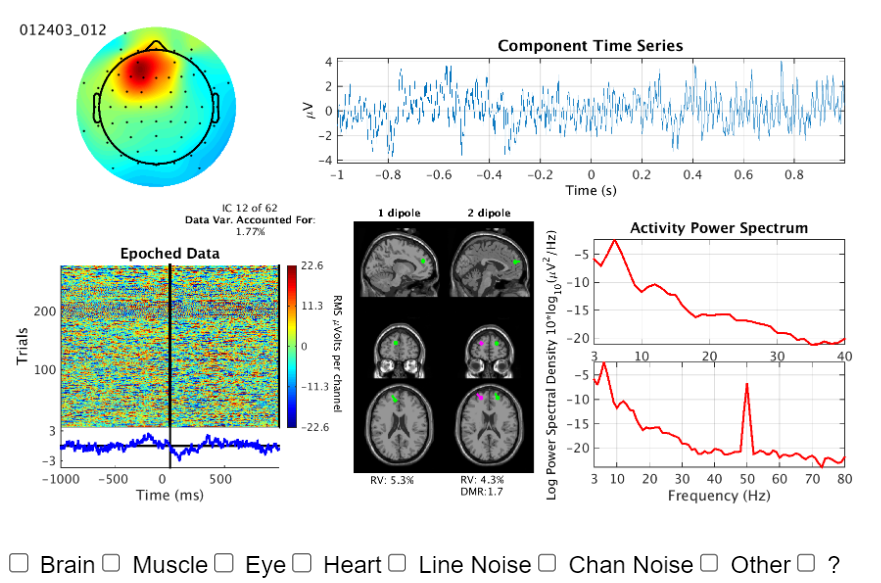 012403_012
Component Time Series
4
2
0
−2
−4
μV
-1 −0.8 −0.6 −0.4 −0.2 0 0.2 0.4 0.6 0.8
Time (s)
IC 12 of 62
Data Var. Accounted For:
1.77%
Epoched Data
200
100
Trials
22.6
11.3
0
−11.3
−22.6
RMS μVolts per channel
3
−3
−1000 −500 0 500
Time (ms)
1 dipole 2 dipole
RV: 5.3% RV: 4.3%
DMR:1.7
Activity Power Spectrum
−5
−10
−15
−20
3 10 20 30 40
−5
−10
−15
−20
3 10 20 30 40 50 60 70 80
Log Power Spectral Density 10*log10(μV2/Hz)
Frequency (Hz)
Brain Muscle Eye Heart Line Noise Chan Noise Other ?